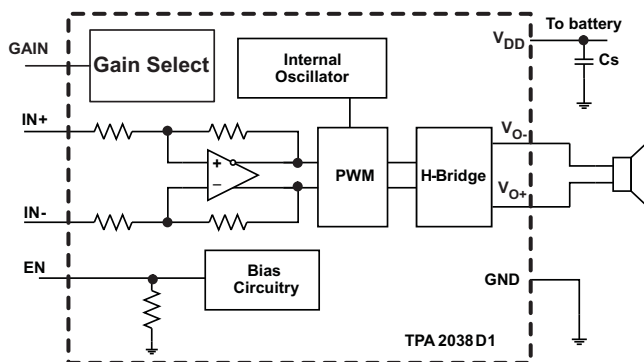 To battery
GAIN
Gain Select
Internal
Oscillator
VDD
Cs
IN+
+
−
PWM
H-Bridge
VO-
VO+
IN-
EN
Bias
Circuitry
GND
TPA 2038D1